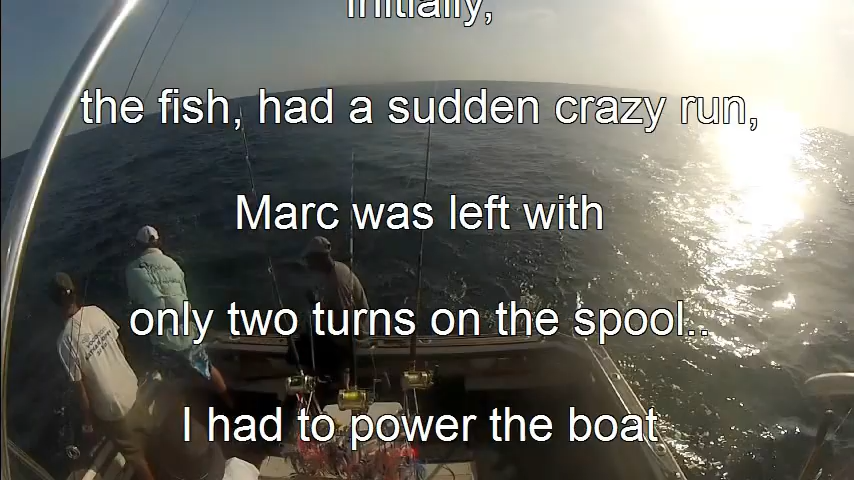 Initially,
the fish, had a sudden crazy run,
Marc was left with
only two turns on the spool..
I had to power the boat